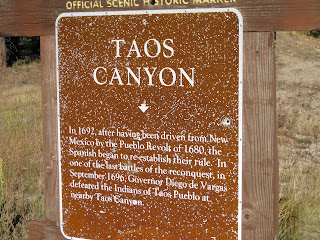 OFFICIAL SCENIC HISTORIC MARKER
TAOS
CANYON
In 1692, after having been driven from New
Mexico by the Pueblo Revolt of 1680, the
Spanish began to re-establish their rule. In
one of the last battles of the reconquest, in
September 1696, Governor Diego de Vargas
defeated the Indians of Taos Pueblo at
nearby Taos Canyon.